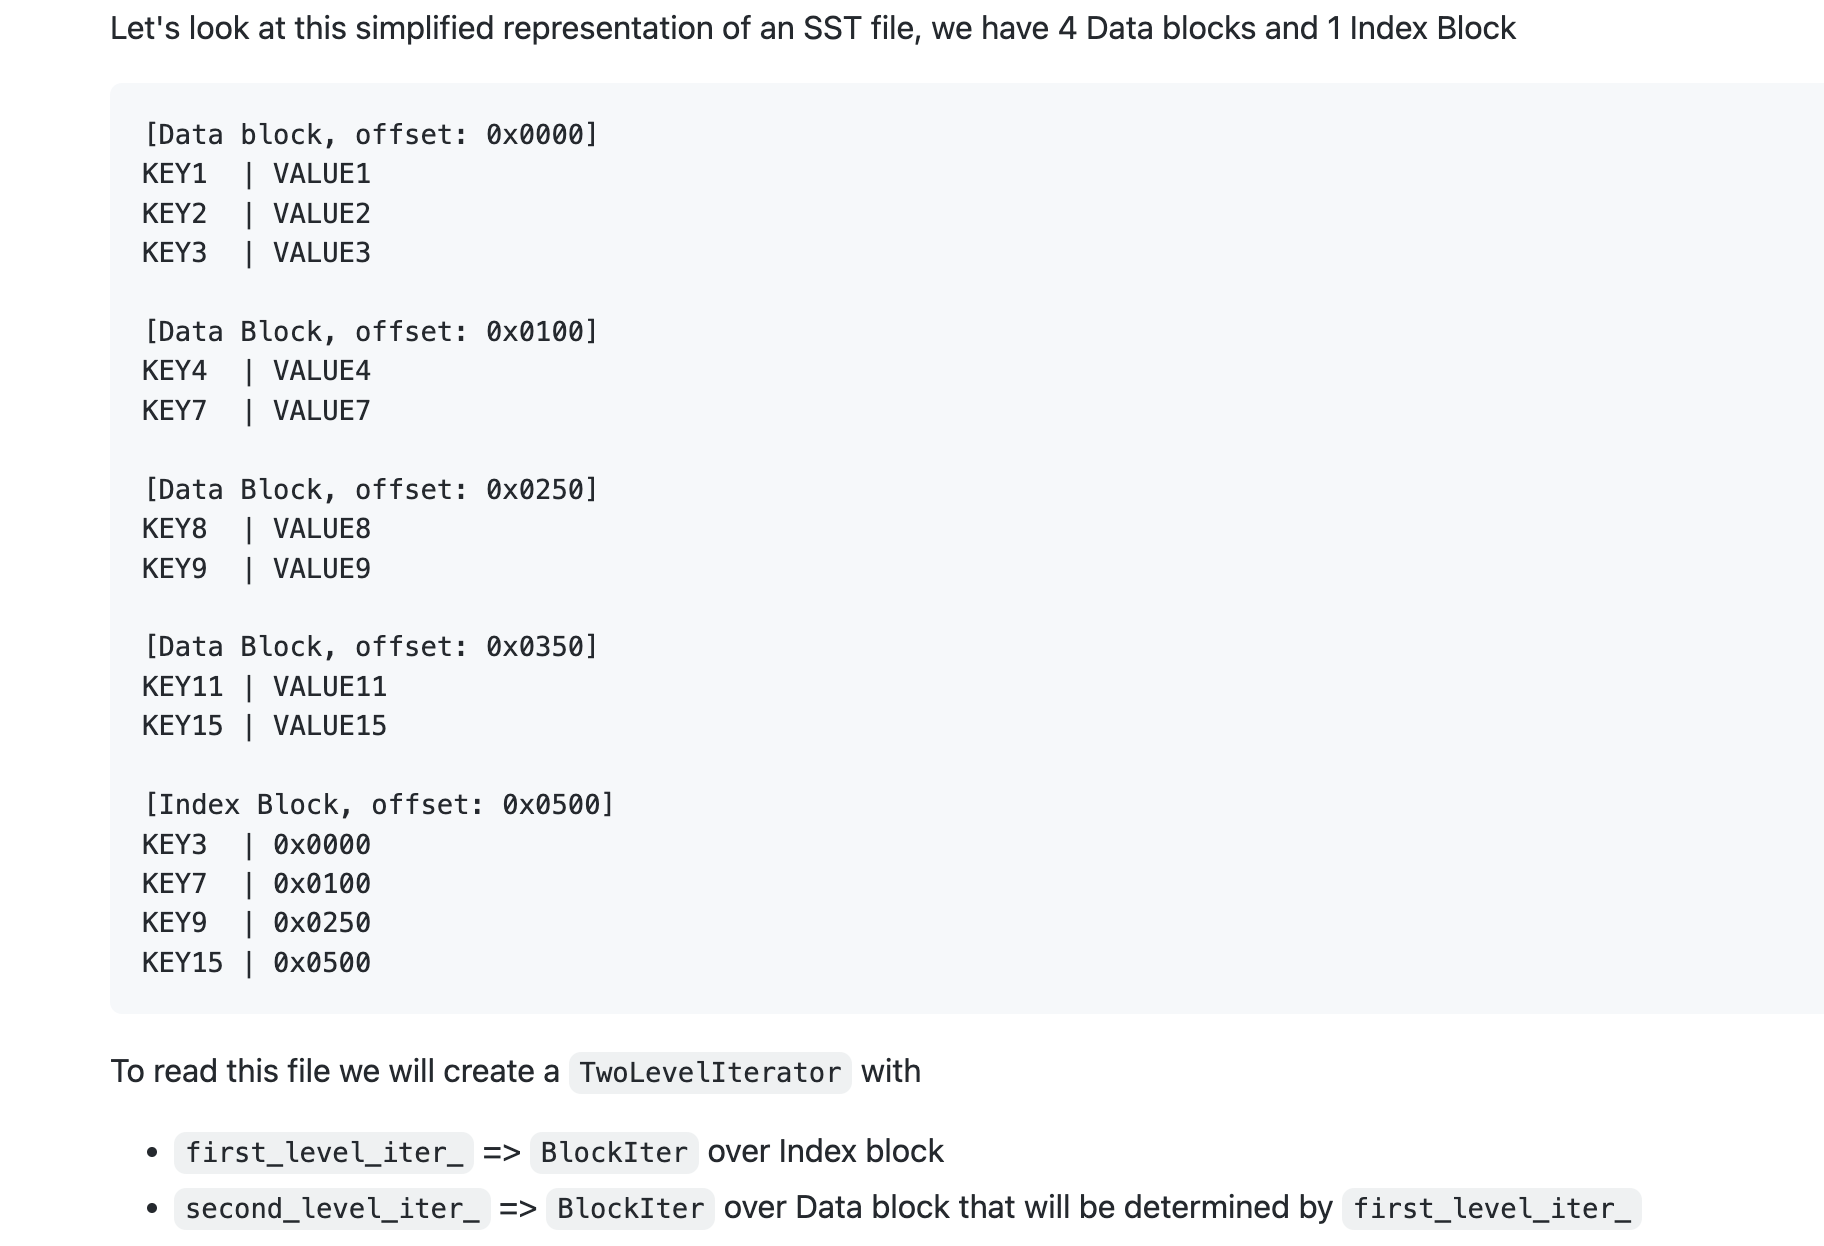 Let's look at this simplified representation of an SST file, we have 4 Data blocks and 1 Index Block
[Data block, offset: 0x0000]
KEY1  | VALUE1
KEY2  | VALUE2
KEY3  | VALUE3
[Data Block, offset: 0x0100]
KEY4  | VALUE4
KEY7  | VALUE7
[Data Block, offset: 0x0250]
KEY8  | VALUE8
KEY9  | VALUE9
[Data Block, offset: 0x0350]
KEY11 | VALUE11
KEY15 | VALUE15
[Index Block, offset: 0x0500]
KEY3  | 0x0000
KEY7  | 0x0100
KEY9  | 0x0250
KEY15 | 0x0500
To read this file we will create a TwoLevelIterator with
• first_level_iter_ => BlockIter over Index block
• second_level_iter_ => BlockIter over Data block that will be determined by first_level_iter_